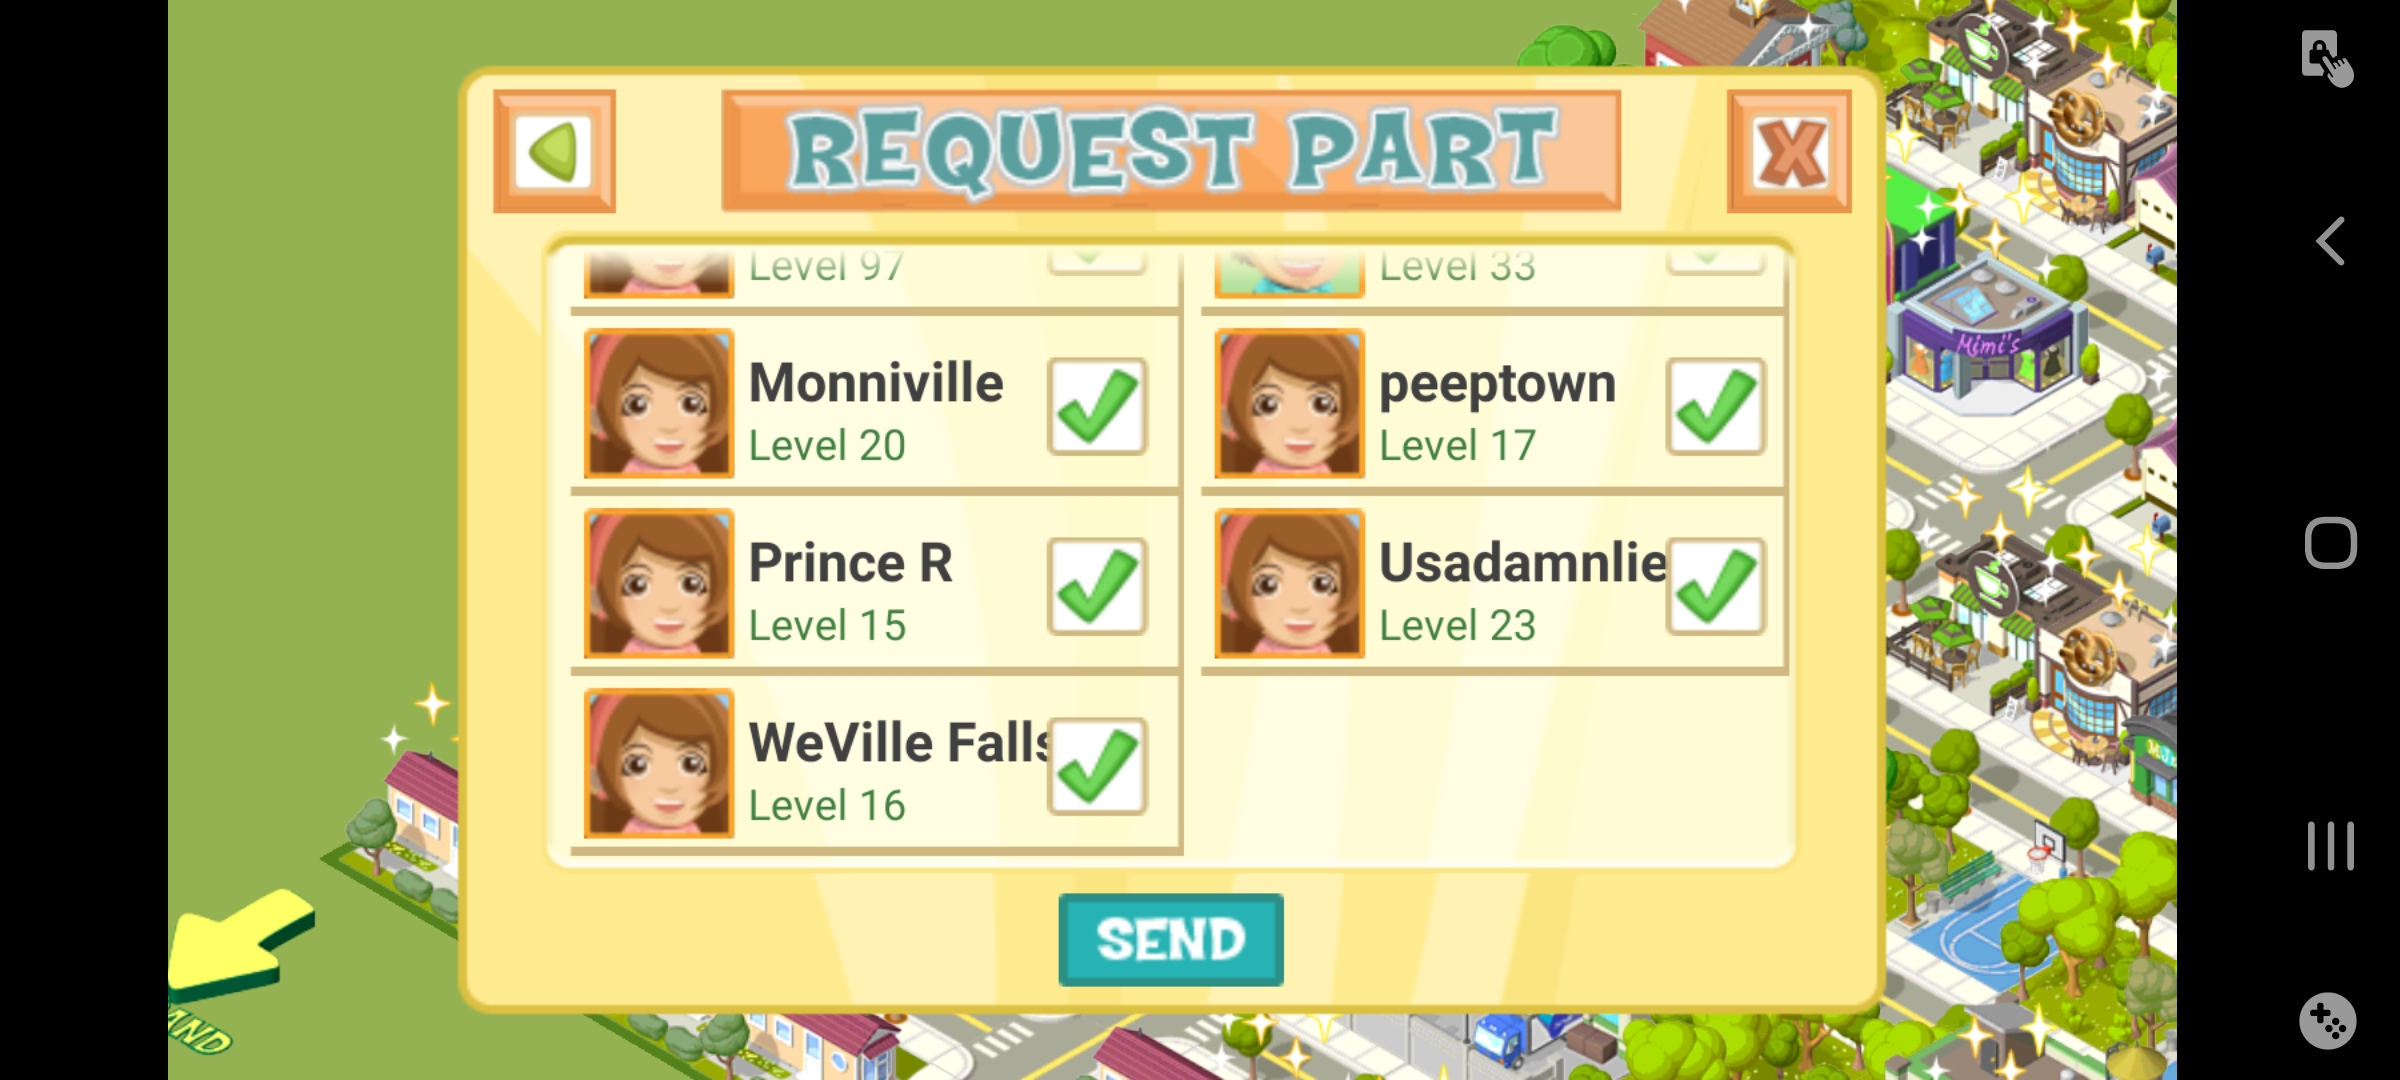 REQUEST PART
Level 97
Level 33
Monniville
Level 20
peeptown
Level 17
Prince R
Level 15
Usadamnlie
Level 23
WeVille Falls
Level 16
SEND
Mimi's